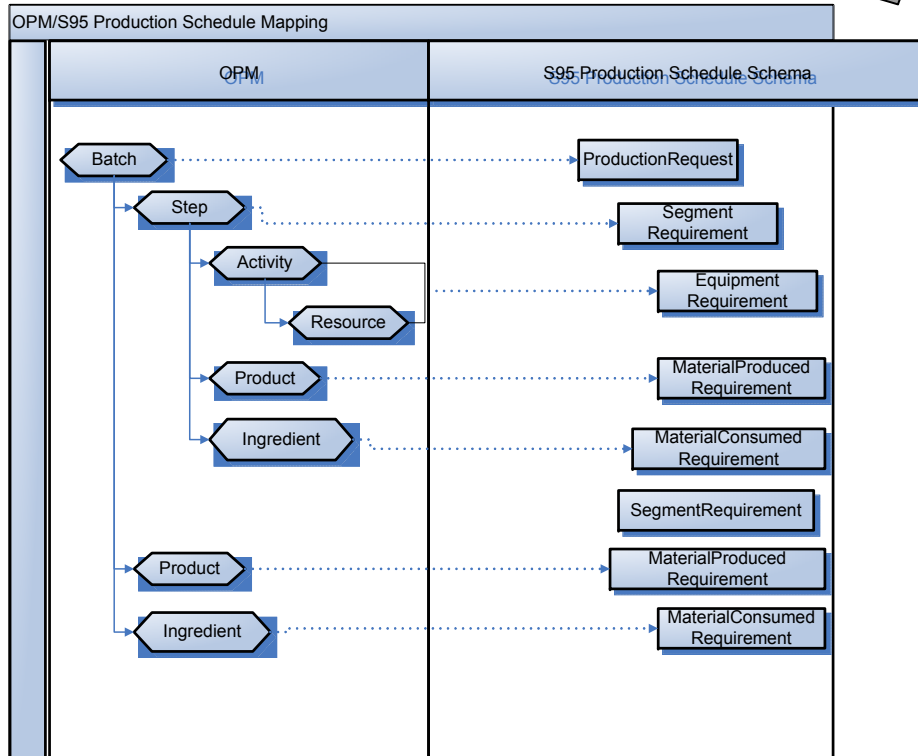 OPM/S95 Production Schedule Mapping
OPM
S95 Production Schedule Schema
Batch
ProductionRequest
Step
Segment
Requirement
Activity
Equipment
Requirement
Resource
Product
MaterialProduced
Requirement
Ingredient
MaterialConsumed
Requirement
SegmentRequirement
Product
MaterialProduced
Requirement
Ingredient
MaterialConsumed
Requirement